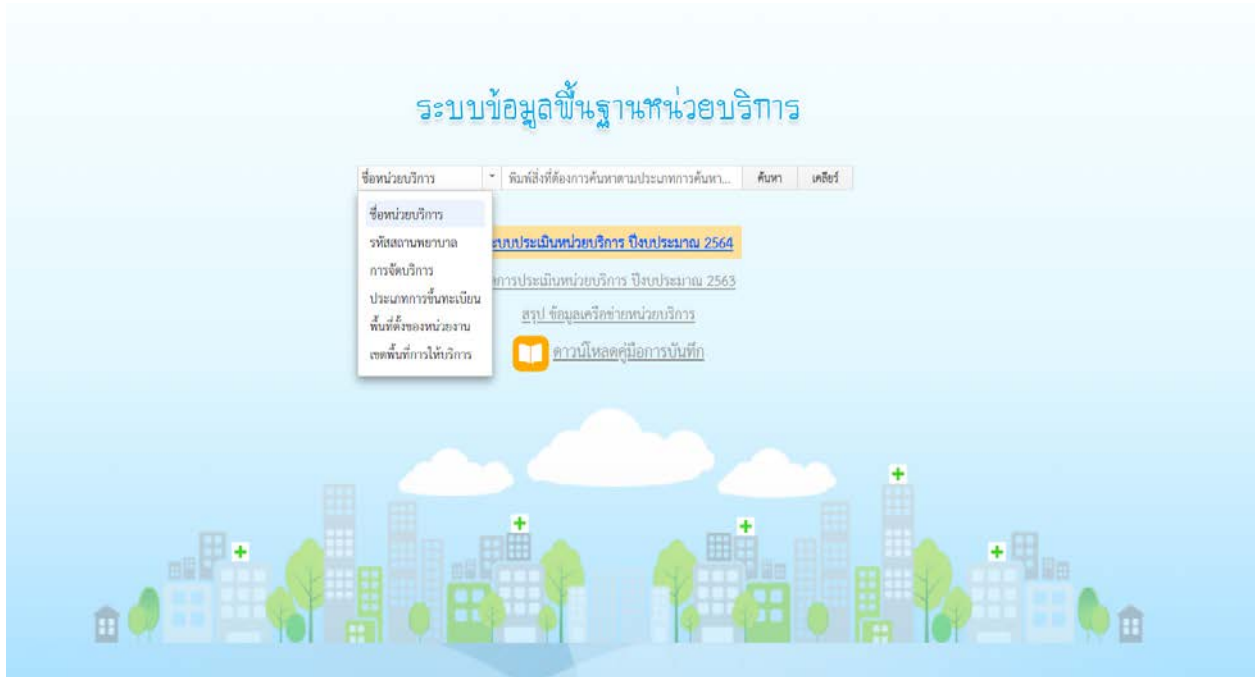 ระบบข้อมูลพื้นฐานหน่วยบริการ
ชื่อหน่วยบริการ พิมพ์สิ่งที่ต้องการค้นหาตามประเภทการค้นหา... ค้นหา เคลียร์
ชื่อหน่วยบริการ
รหัสสถานพยาบาล
การจัดบริการ
ประเภทการขึ้นทะเบียน
พื้นที่ตั้งของหน่วยงาน
เขตพื้นที่การให้บริการ
ะบบประเมินหน่วยบริการ ปีงบประมาณ 2564
การประเมินหน่วยบริการ ปีงบประมาณ 2563
สรุป ข้อมูลเครือข่ายหน่วยบริการ
ดาวน์โหลดคู่มือการบันทึก